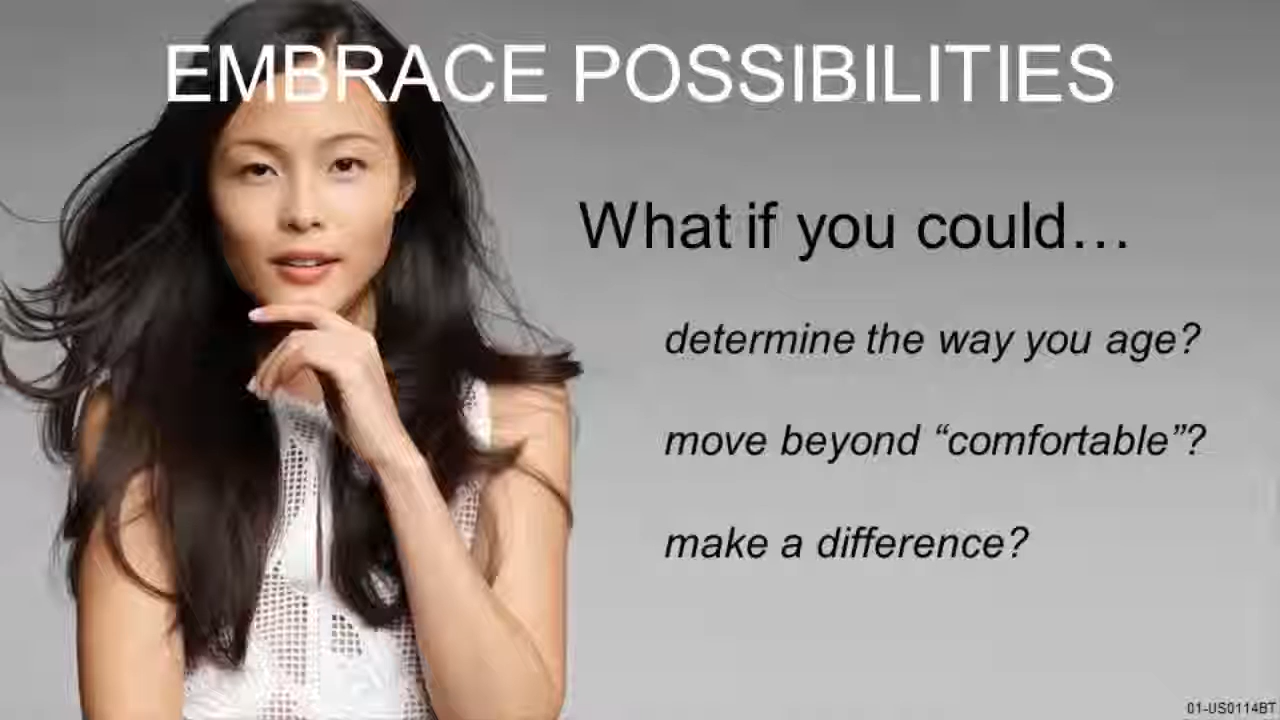 EMBRACE POSSIBILITIES
What if you could…
determine the way you age?
move beyond “comfortable”?
make a difference?
01-US0114BT